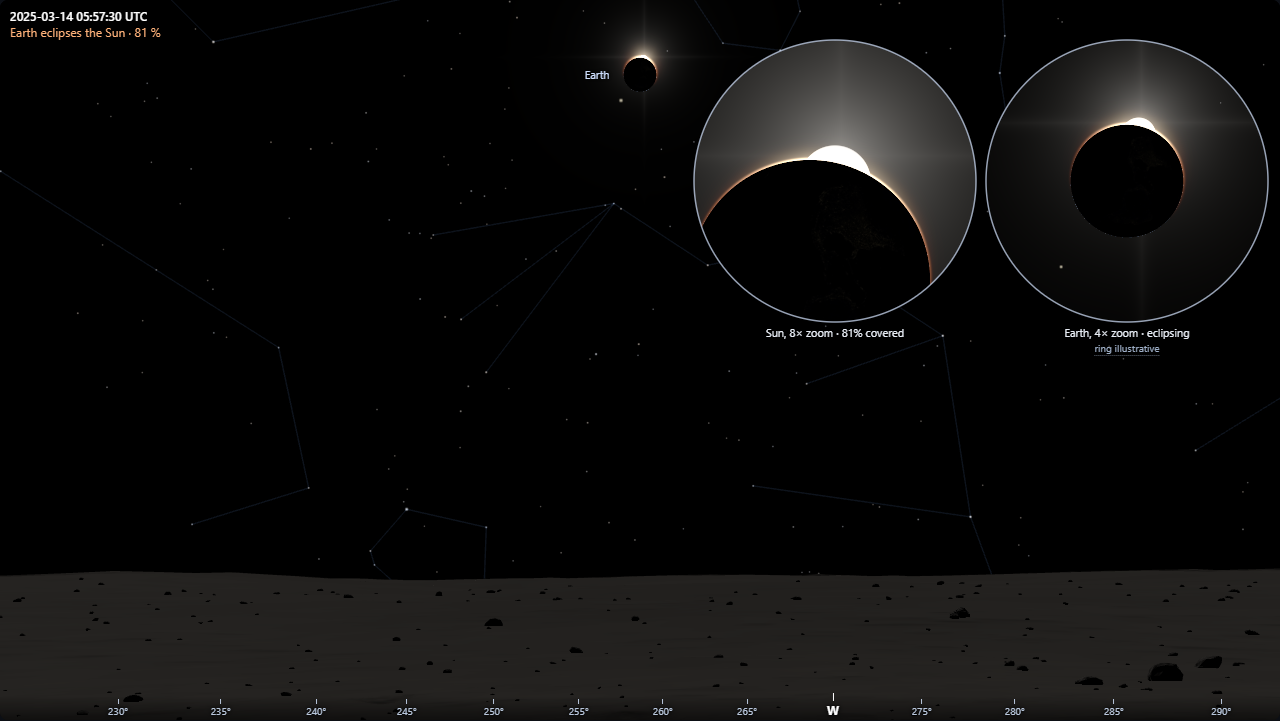 2025-03-14 05:57:30 UTC
Earth eclipses the Sun · 81 %
Earth
Sun, 8× zoom · 81% covered
Earth, 4× zoom · eclipsing
ring illustrative
230° 235° 240° 245° 250° 255° 260° 265° W 275° 280° 285° 290°